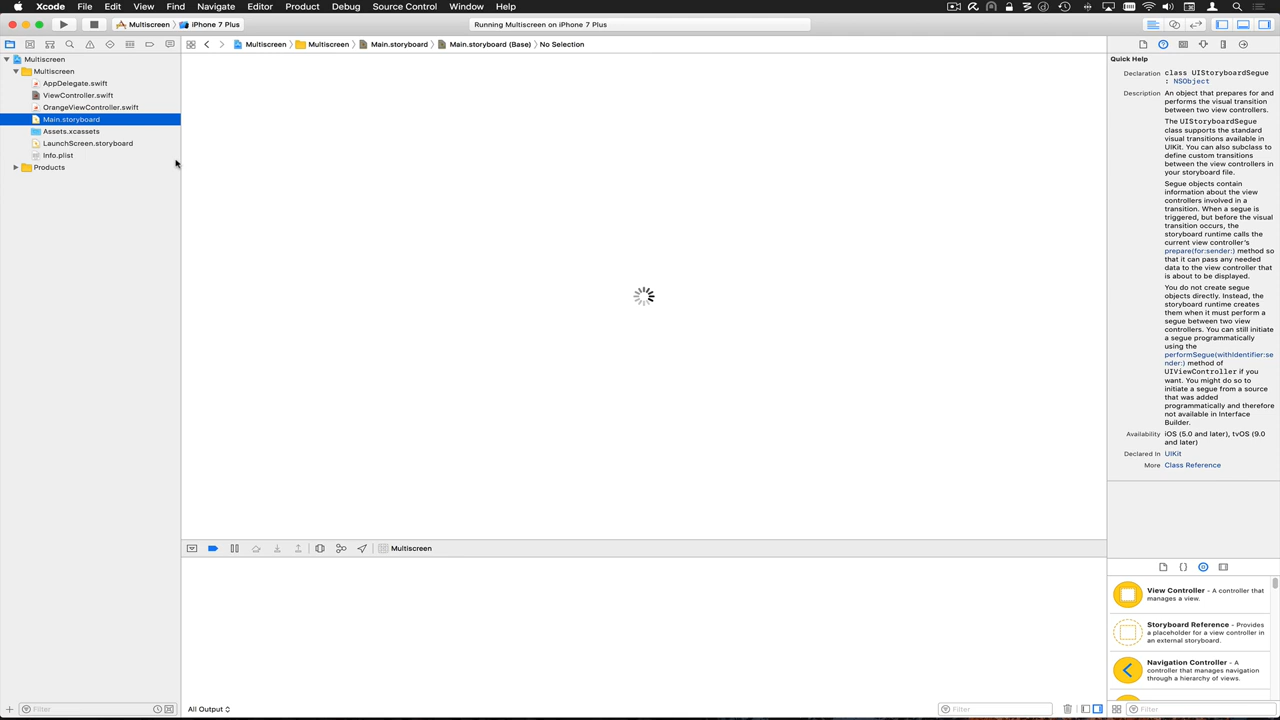 Xcode File Edit View Find Navigate Editor Product Debug Source Control Window Help
Multiscreen iPhone 7 Plus
Running Multiscreen on iPhone 7 Plus
Multiscreen Multiscreen Main.storyboard Main.storyboard (Base) No Selection
Multiscreen
Multiscreen
AppDelegate.swift
ViewController.swift
OrangeViewController.swift
Main.storyboard
Assets.xcassets
LaunchScreen.storyboard
Info.plist
Products
Quick Help
Declaration class UIStoryboardSegue
: NSObject
Description An object that prepares for and
performs the visual transition
between two view controllers.
The UIStoryboardSegue
class supports the standard
visual transitions available in
UIKit. You can also subclass to
define custom transitions
between the view controllers in
your storyboard file.
Segue objects contain
information about the view
controllers involved in a
transition. When a segue is
triggered, but before the visual
transition occurs, the
storyboard runtime calls the
current view controller's
prepare(for:sender:) method so
that it can pass any needed
data to the view controller that
is about to be displayed.
You do not create segue
objects directly. Instead, the
storyboard runtime creates
them when it must perform a
segue between two view
controllers. You can still initiate
a segue programmatically
using the
performSegue(withIdentifier:se
nder:) method of
UIViewController if you
want. You might do so to
initiate a segue from a source
that was added
programmatically and therefore
not available in Interface
Builder.
Availability iOS (5.0 and later), tvOS (9.0
and later)
Declared In UIKit
More Class Reference
Multiscreen
View Controller - A controller that
manages a view.
Storyboard Reference - Provides
a placeholder for a view controller in
an external storyboard.
Navigation Controller - A
controller that manages navigation
through a hierarchy of views.
Filter
All Output
Filter
Filter